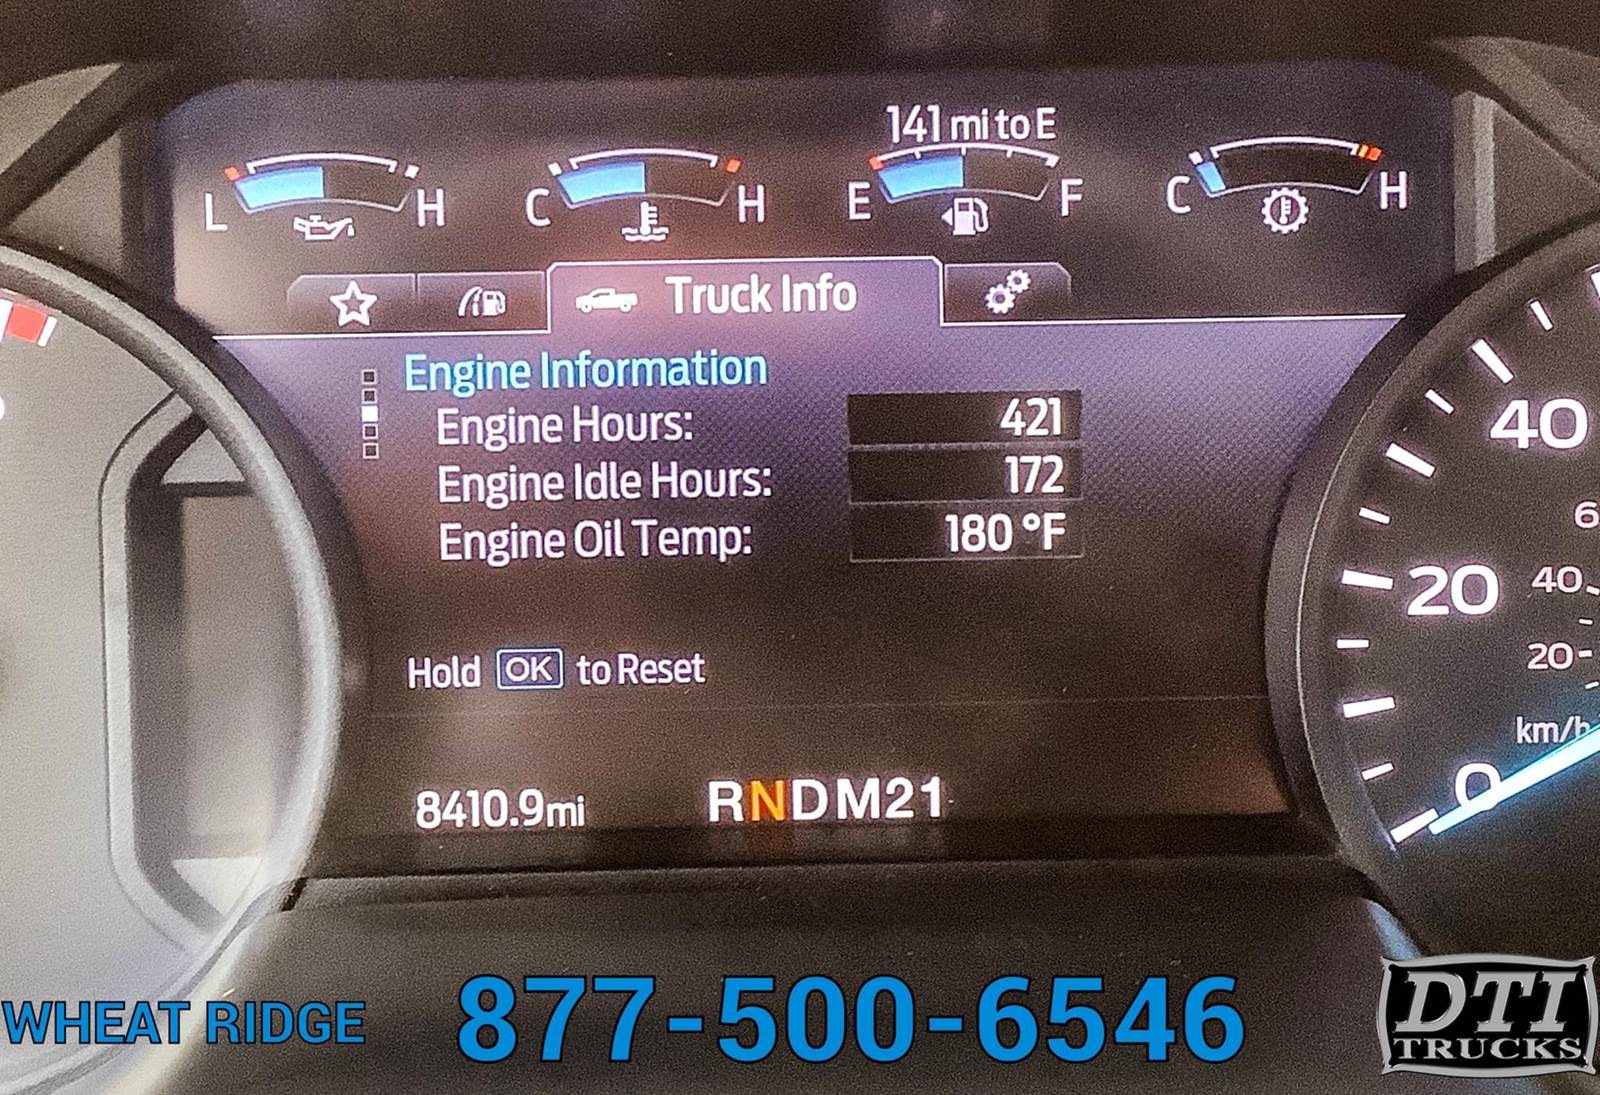 141 mi to E
L H
C H
E F
C H
Truck Info
Engine Information
Engine Hours: 421
Engine Idle Hours: 172
Engine Oil Temp: 180 °F
Hold OK to Reset
8410.9mi
RNDM21
40
20
0
40
20
km/h
WHEAT RIDGE
877-500-6546
DTI
TRUCKS